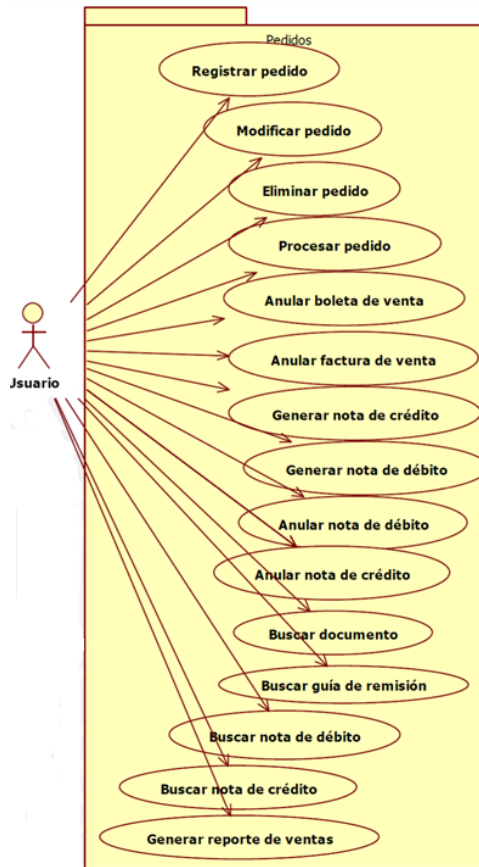 Pedidos
Registrar pedido
Modificar pedido
Eliminar pedido
Procesar pedido
Anular boleta de venta
Anular factura de venta
Usuario
Generar nota de crédito
Generar nota de débito
Anular nota de débito
Anular nota de crédito
Buscar documento
Buscar guía de remisión
Buscar nota de débito
Buscar nota de crédito
Generar reporte de ventas